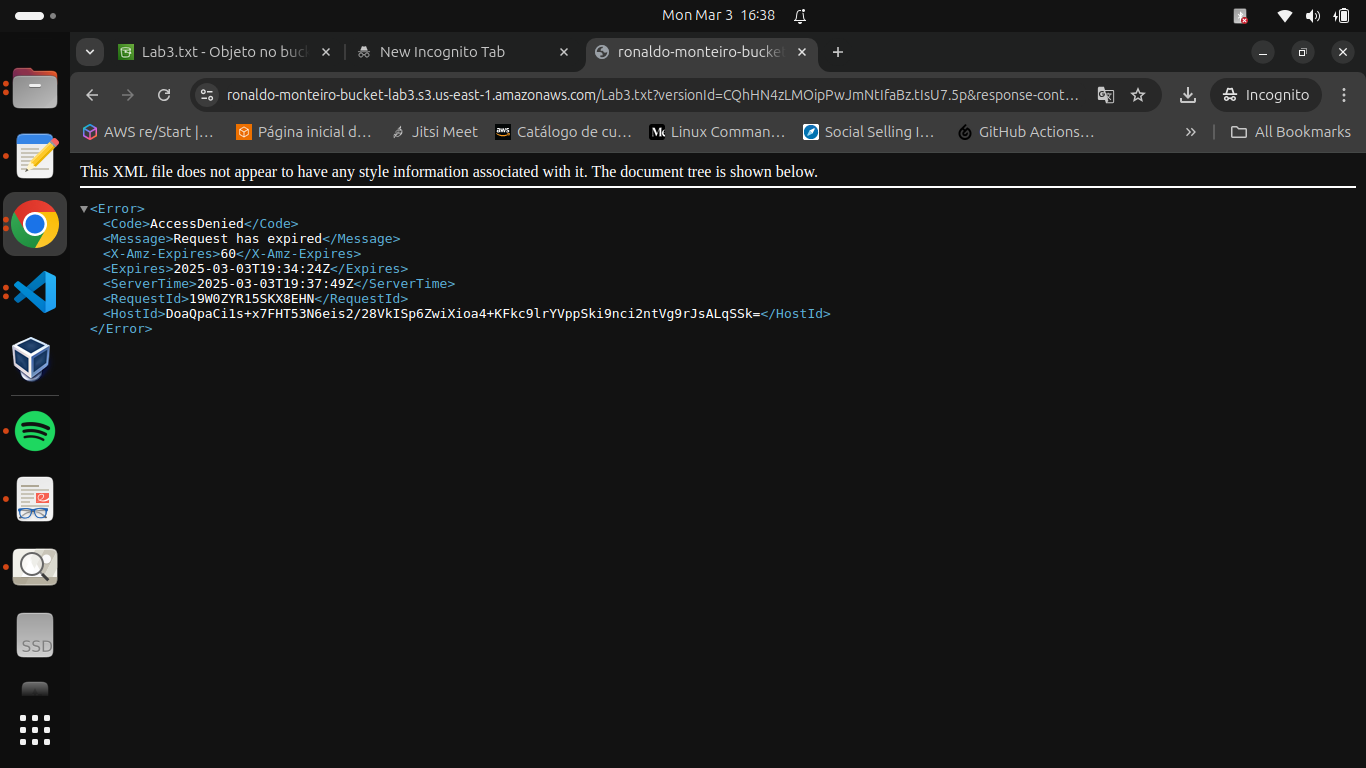 Mon Mar 3 16:38
Lab3.txt - Objeto no buc
New Incognito Tab
ronaldo-monteiro-bucket
ronaldo-monteiro-bucket-lab3.s3.us-east-1.amazonaws.com/Lab3.txt?versionId=CQhHN4zLMOipPwJmNtIfaBz.tIsU7.5p&response-cont...
Incognito
AWS re/Start |... Página inicial d... Jitsi Meet aws Catálogo de cu... Linux Comman... Social Selling I... GitHub Actions... » All Bookmarks
This XML file does not appear to have any style information associated with it. The document tree is shown below.
<Error>
<Code>AccessDenied</Code>
<Message>Request has expired</Message>
<X-Amz-Expires>60</X-Amz-Expires>
<Expires>2025-03-03T19:34:24Z</Expires>
<ServerTime>2025-03-03T19:37:49Z</ServerTime>
<RequestId>19W0ZYR15SKX8EHN</RequestId>
<HostId>DoaQpaCi1s+x7FHT53N6eis2/28VkISp6ZwiXioa4+KFkc9lrYVppSki9nci2ntVg9rJsALqSSk=</HostId>
</Error>
SSD